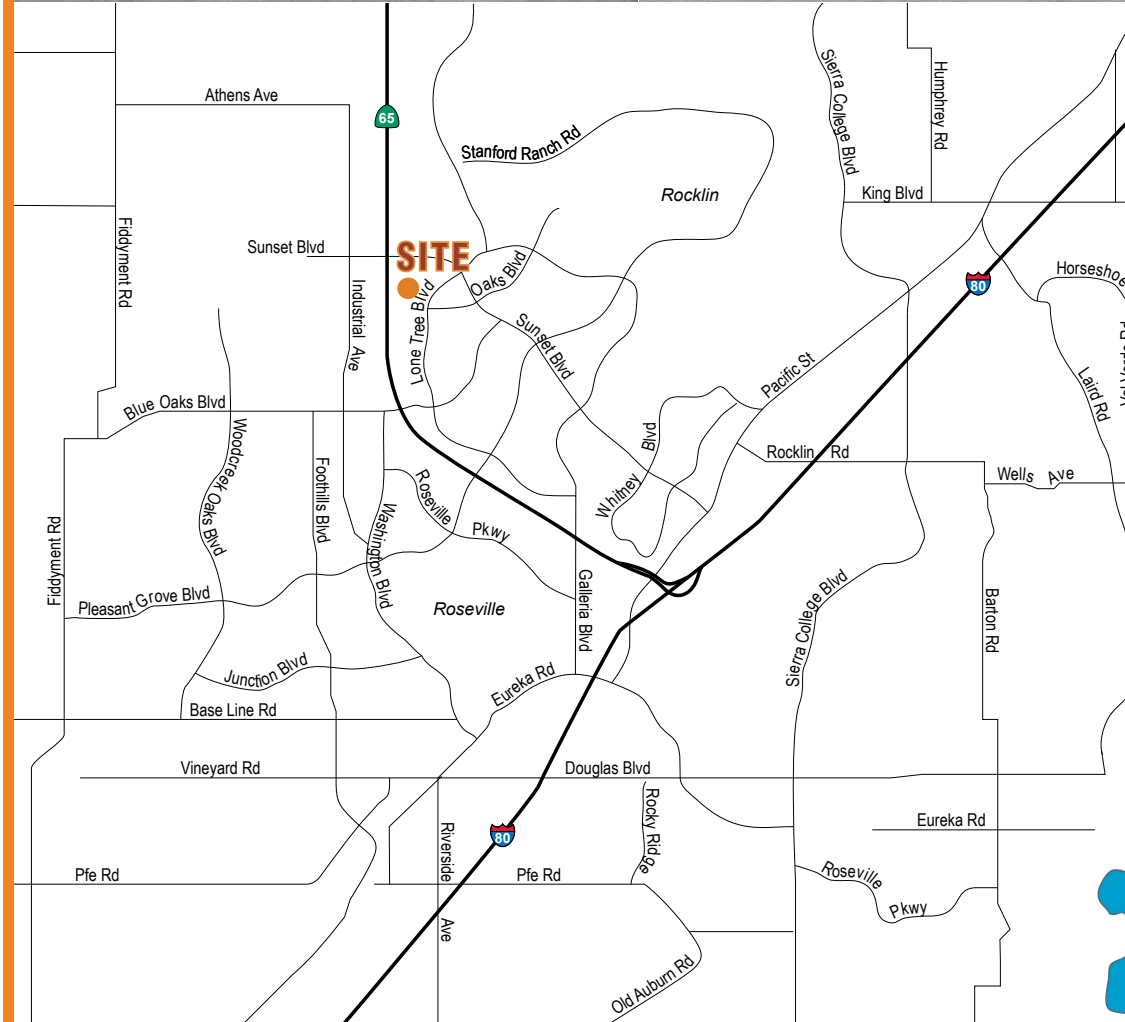 Athens Ave
65
Stanford Ranch Rd
Rocklin
Sierra College Blvd
Humphrey Rd
King Blvd
Fiddyment Rd
Sunset Blvd
SITE
Oaks Blvd
Lone Tree Blvd
Industrial Ave
Sunset Blvd
80
Horseshoe
Laird Rd
Pacific St
Blue Oaks Blvd
Woodcreek Oaks Blvd
Foothills Blvd
Washington Blvd
Roseville
Pkwy
Whitney
Blvd
Rocklin Rd
Wells Ave
Fiddyment Rd
Pleasant Grove Blvd
Roseville
Galleria Blvd
Sierra College Blvd
Barton Rd
Junction Blvd
Eureka Rd
Base Line Rd
Vineyard Rd
Douglas Blvd
Rocky Ridge
80
Riverside
Ave
Eureka Rd
Pfe Rd
Pfe Rd
Roseville
Pkwy
Old Auburn Rd